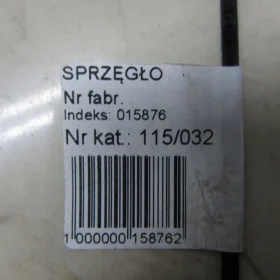 SPRZĘGŁO
Nr fabr.
Indeks: 015876
Nr kat.: 115/032
1 000000 158762